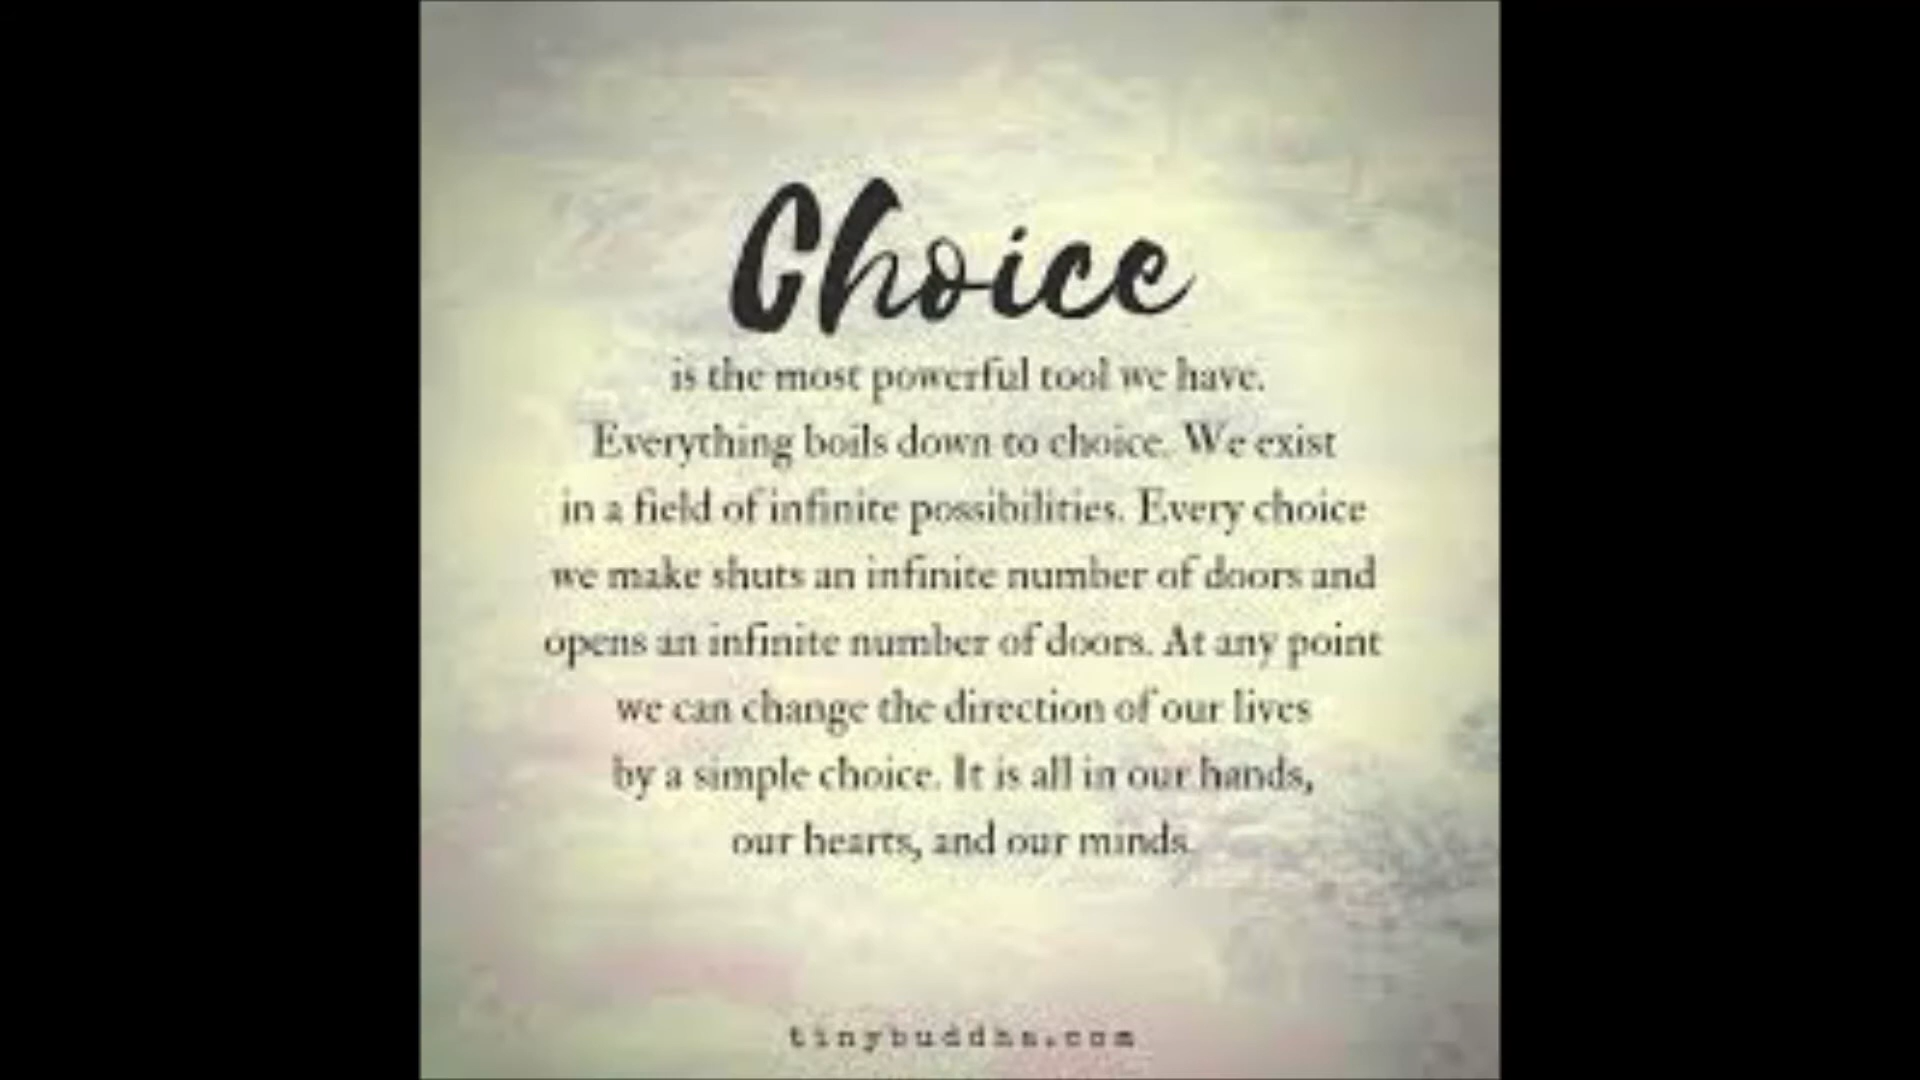 Choice
is the most powerful tool we have.
Everything boils down to choice. We exist
in a field of infinite possibilities. Every choice
we make shuts an infinite number of doors and
opens an infinite number of doors. At any point
we can change the direction of our lives
by a simple choice. It is all in our hands,
our hearts, and our minds.
tinybuddha.com